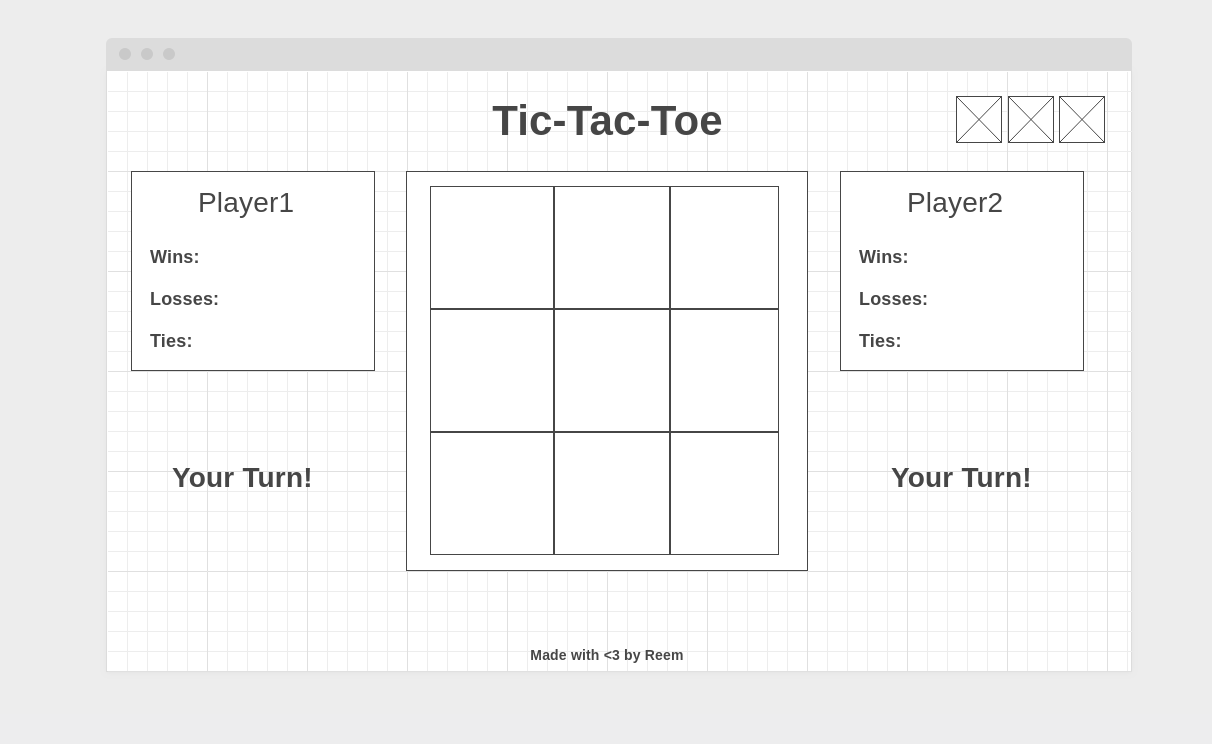 Tic-Tac-Toe
Player1
Wins:
Losses:
Ties:
Player2
Wins:
Losses:
Ties:
Your Turn!
Your Turn!
Made with <3 by Reem